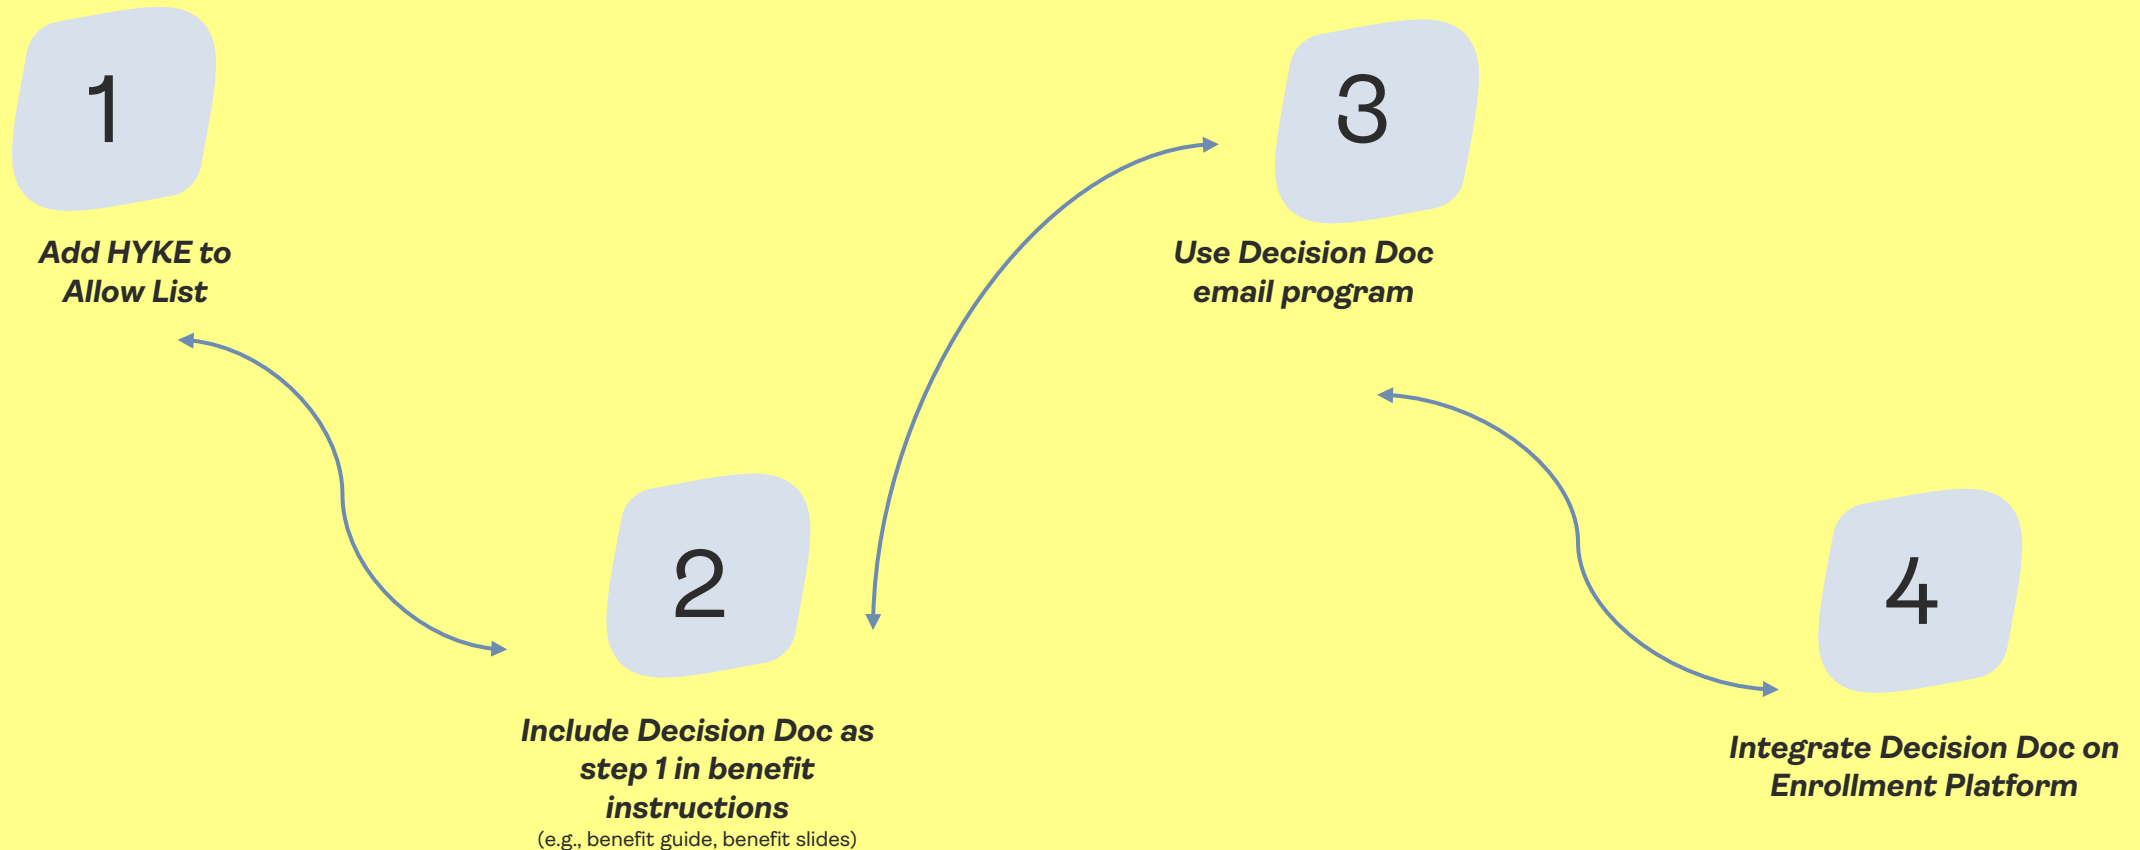 1
Add HYKE to
Allow List
2
Include Decision Doc as
step 1 in benefit
instructions
(e.g., benefit guide, benefit slides)
3
Use Decision Doc
email program
4
Integrate Decision Doc on
Enrollment Platform